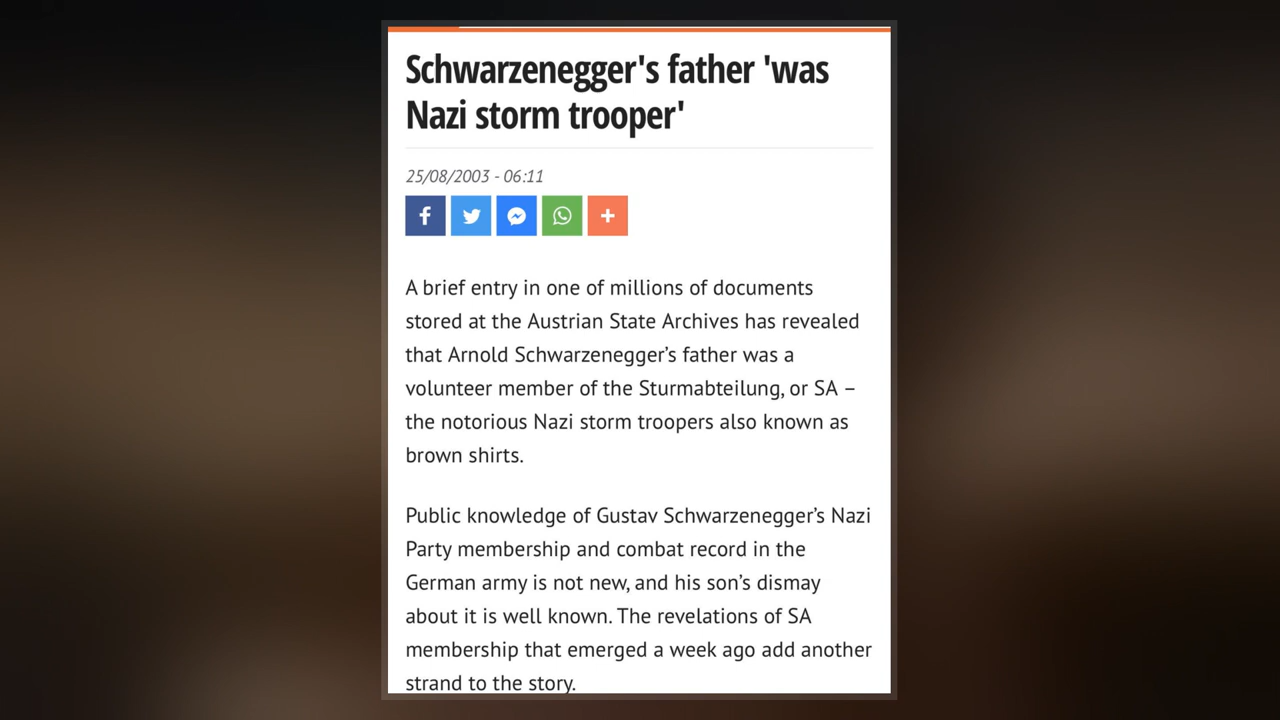 Schwarzenegger's father 'was
Nazi storm trooper'
25/08/2003 - 06:11
A brief entry in one of millions of documents
stored at the Austrian State Archives has revealed
that Arnold Schwarzenegger’s father was a
volunteer member of the Sturmabteilung, or SA –
the notorious Nazi storm troopers also known as
brown shirts.
Public knowledge of Gustav Schwarzenegger’s Nazi
Party membership and combat record in the
German army is not new, and his son’s dismay
about it is well known. The revelations of SA
membership that emerged a week ago add another
strand to the story.